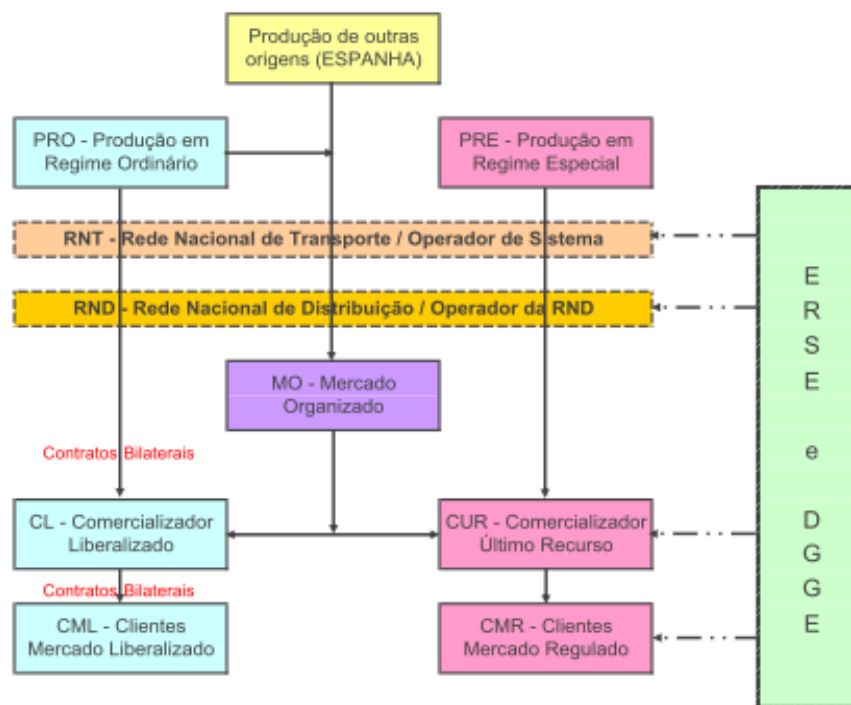 Produção de outras
origens (ESPANHA)
PRO - Produção em
Regime Ordinário
PRE - Produção em
Regime Especial
RNT - Rede Nacional de Transporte / Operador de Sistema
RND - Rede Nacional de Distribuição / Operador da RND
MO - Mercado
Organizado
Contratos Bilaterais
CL - Comercializador
Liberalizado
CUR - Comercializador
Último Recurso
Contratos Bilaterais
CML - Clientes
Mercado Liberalizado
CMR - Clientes
Mercado Regulado
E
R
S
E
e
D
G
G
E